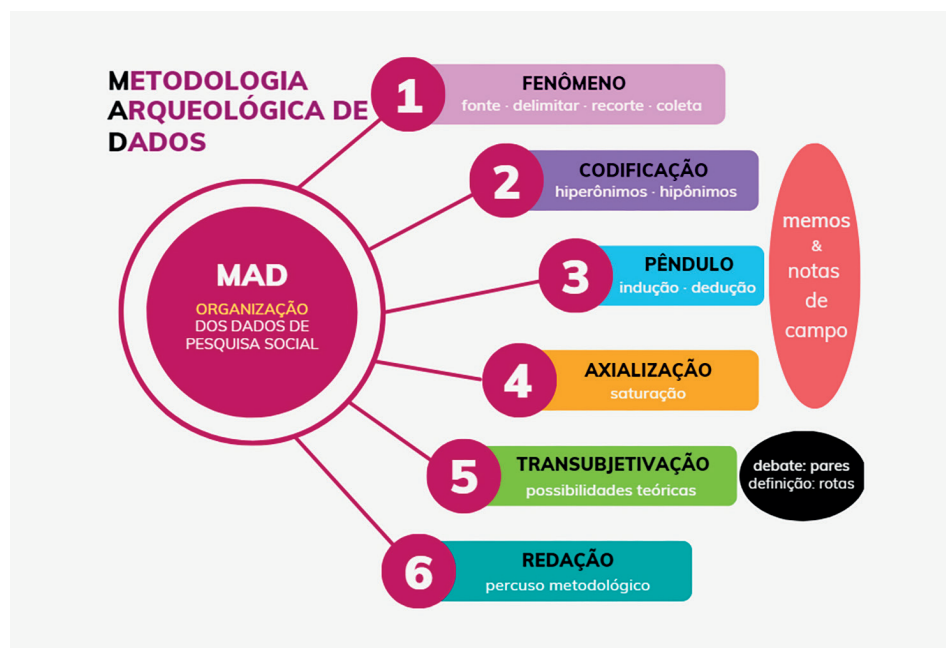 METODOLOGIA
ARQUEOLÓGICA DE
DADOS
MAD
ORGANIZAÇÃO
DOS DADOS DE
PESQUISA SOCIAL
1
FENÔMENO
fonte · delimitar · recorte · coleta
2
CODIFICAÇÃO
hiperônimos · hipônimos
3
PÊNDULO
indução · dedução
4
AXIALIZAÇÃO
saturação
memos
&
notas
de
campo
5
TRANSUBJETIVAÇÃO
possibilidades teóricas
debate: pares
definição: rotas
6
REDAÇÃO
percuso metodológico